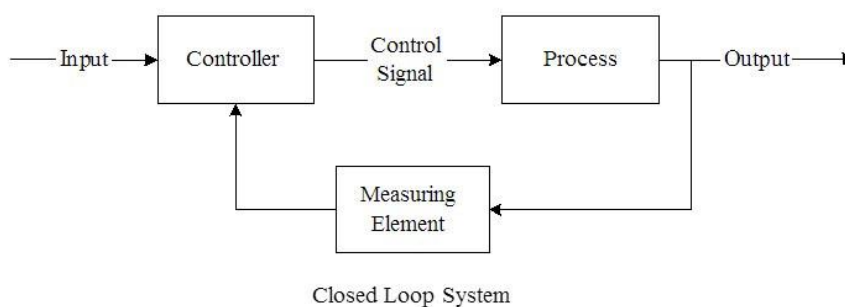 Input
Controller
Control
Signal
Process
Output
Measuring
Element
Closed Loop System